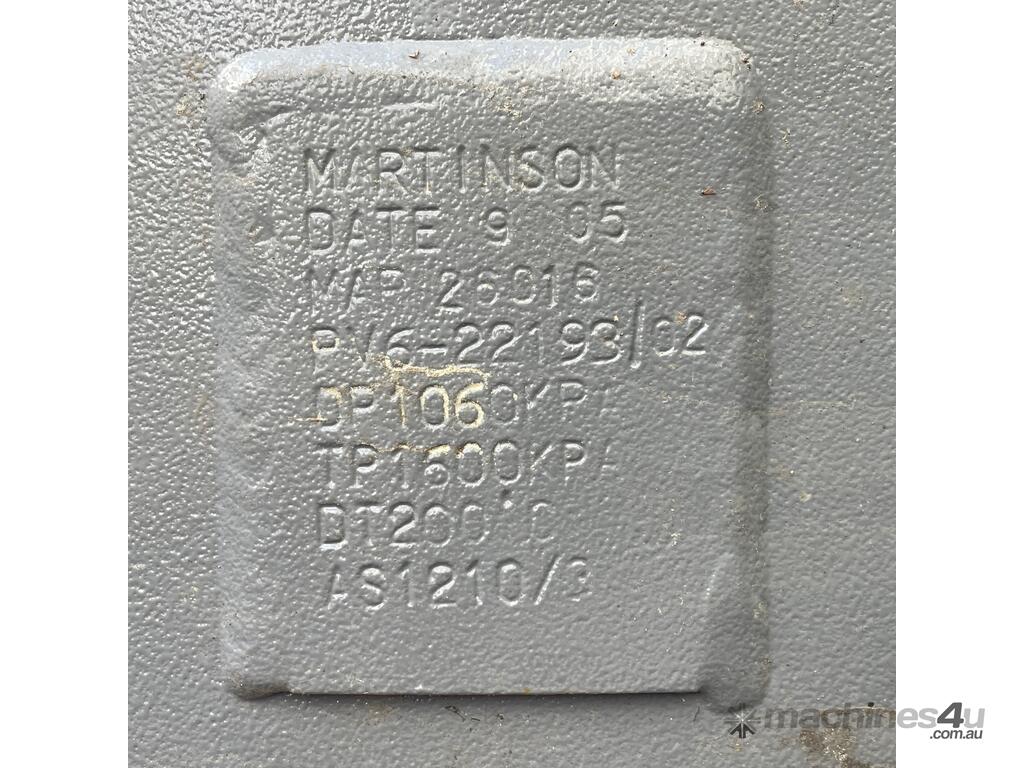 MARTINSON
DATE 9 05
MAP 26016
PV6-22193/02
DP1060KPA
TP1600KPA
DT200°C
AS1210/3
machines4u
.com.au